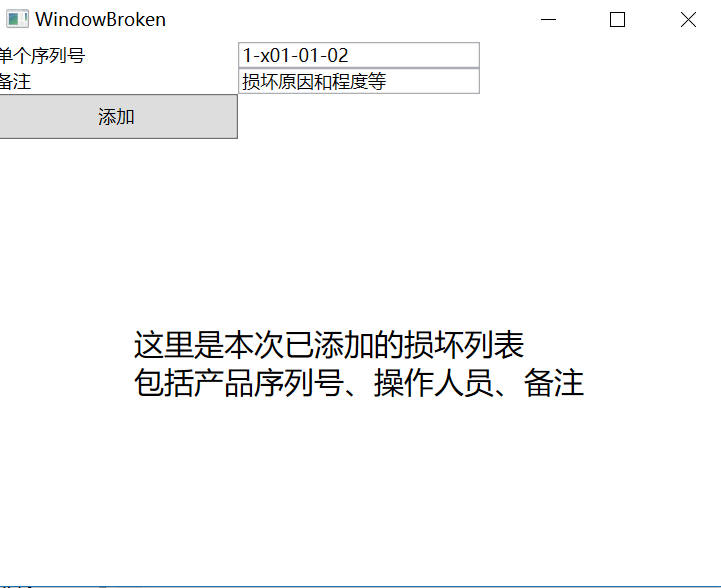 WindowBroken
单个序列号 1-x01-01-02
备注 损坏原因和程度等
添加
这里是本次已添加的损坏列表
包括产品序列号、操作人员、备注